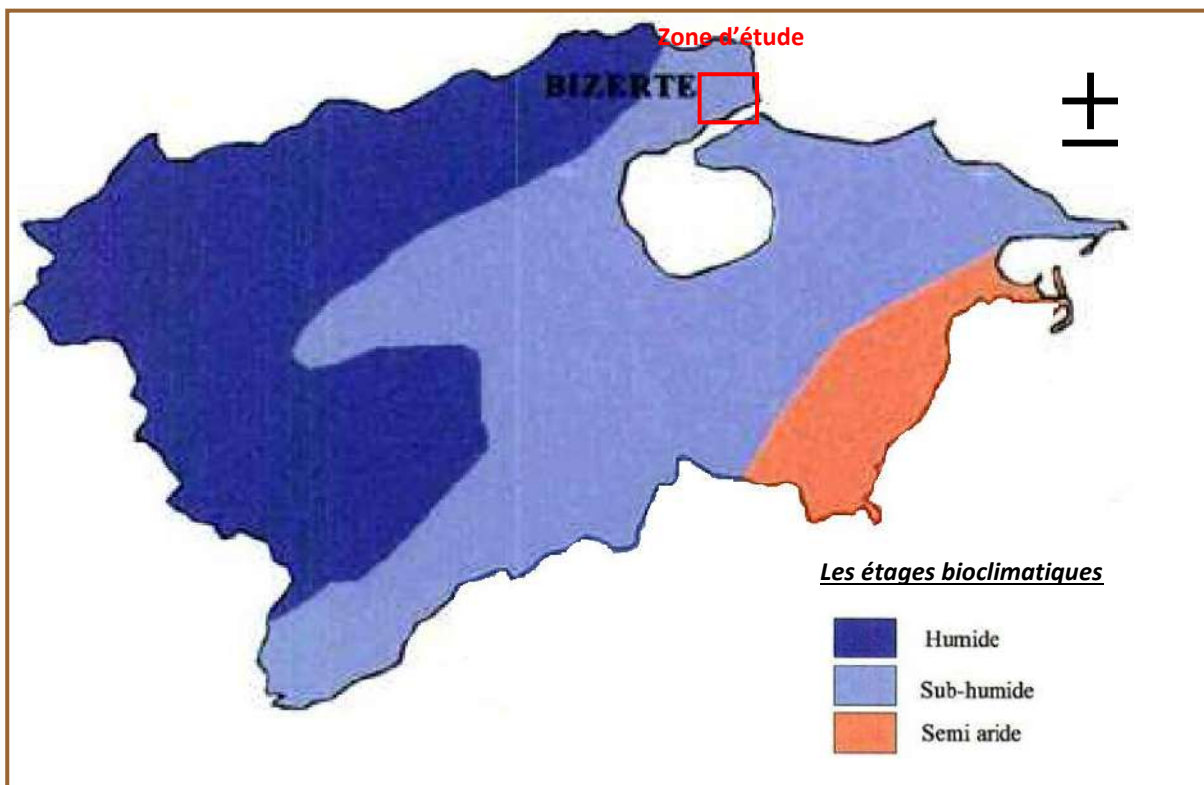 Zone d'étude
BIZERTE
Les étages bioclimatiques
Humide
Sub-humide
Semi aride